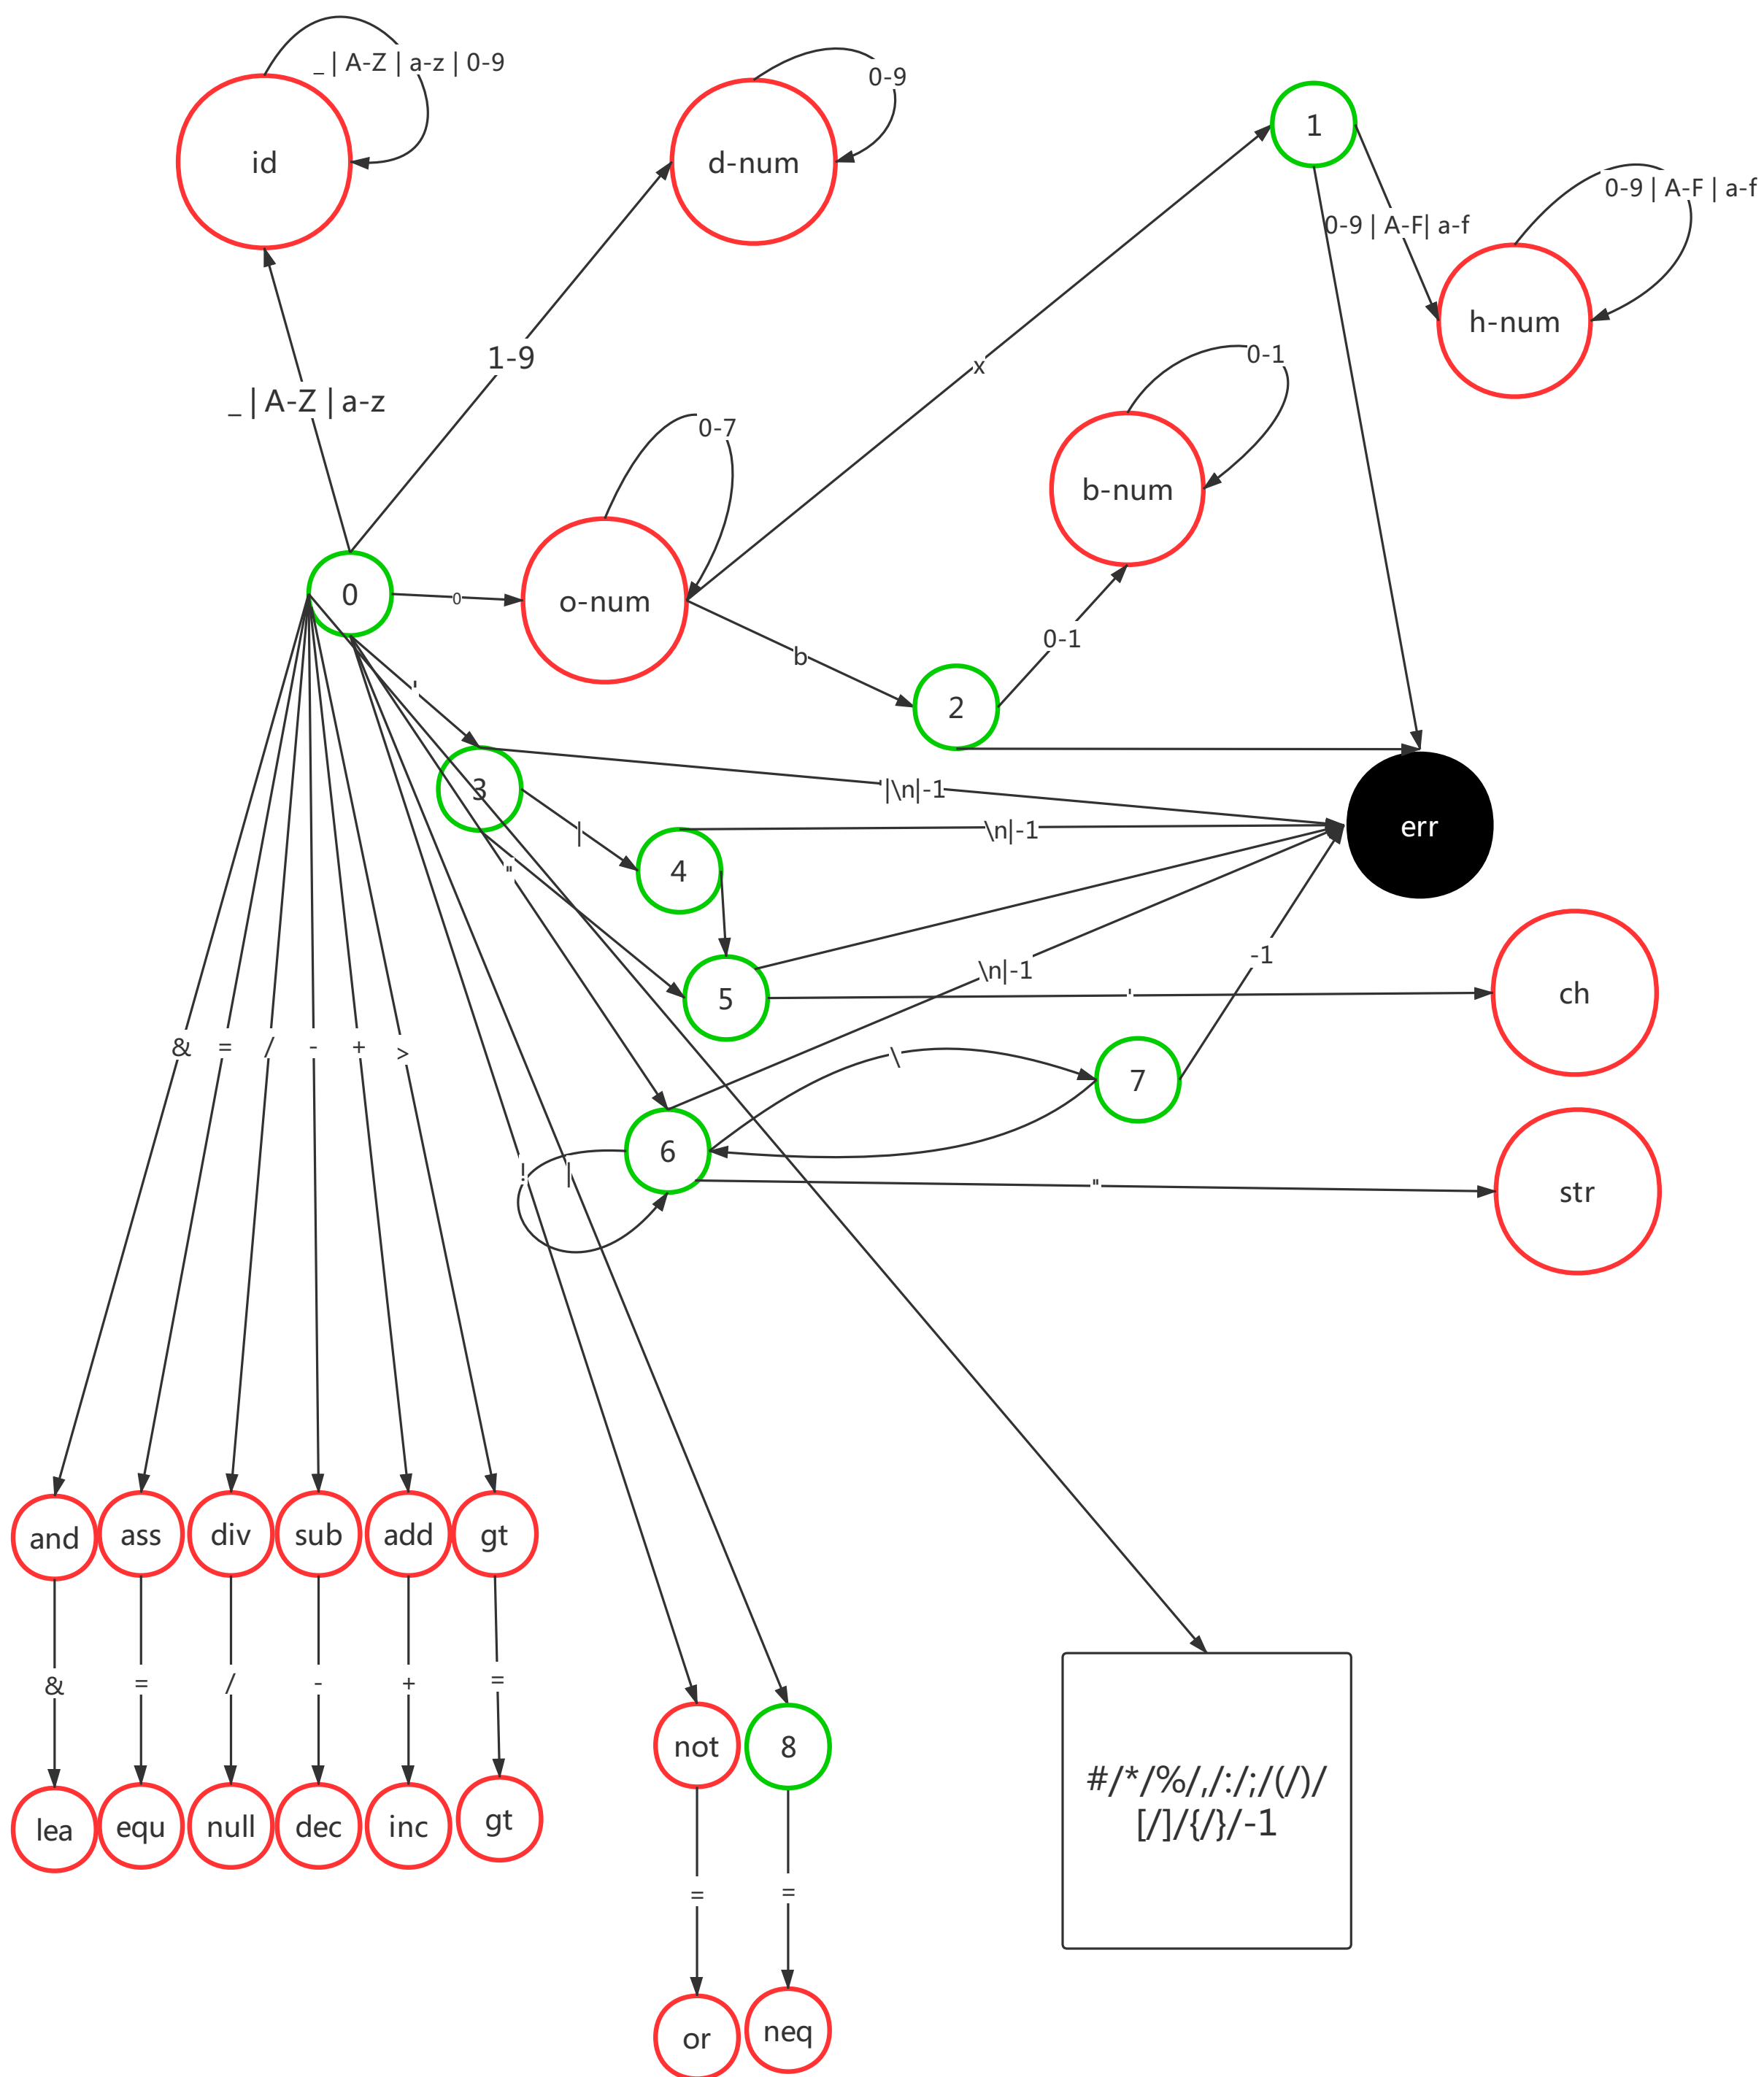 _ | A-Z | a-z | 0-9
0-9
1
id
d-num
0-9 | A-F | a-f
0-9 | A-F| a-f
h-num
1-9
0-1
x
_ | A-Z | a-z
0-7
b-num
0
0
o-num
0-1
b
'
2
3
'|\n|-1
|
\n|-1
err
4
"
\n|-1
-1
5
'
ch
&
=
/
-
+
>
\
7
6
!
|
"
str
and
ass
div
sub
add
gt
&
=
/
-
+
=
not
8
#/*/%/,/:/;/(/)/
[/]/{/}/-1
lea
equ
null
dec
inc
gt
=
=
or
neq